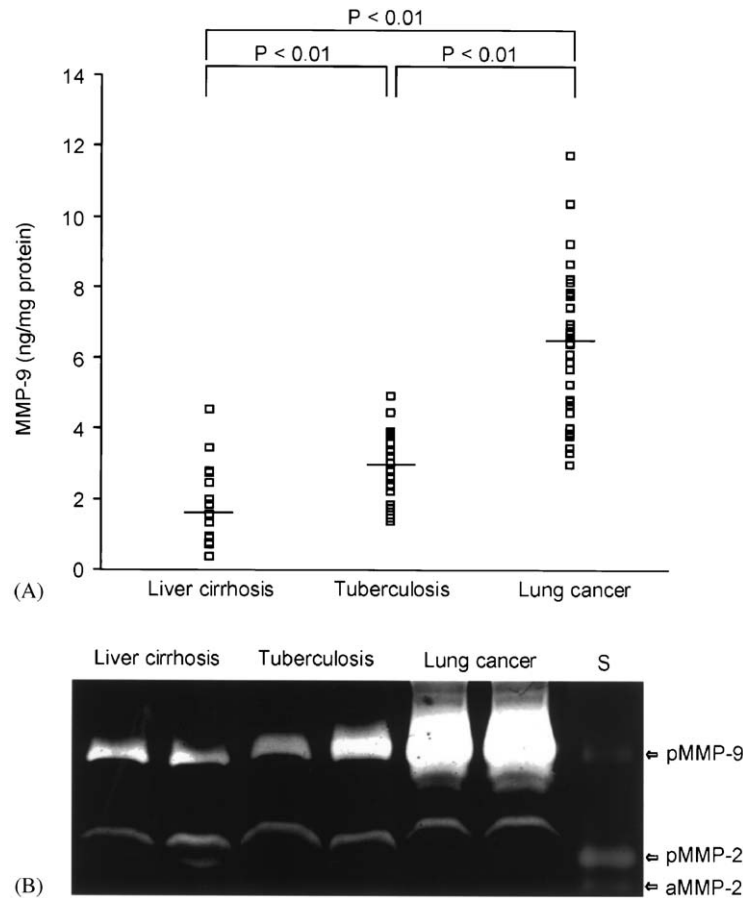 P < 0.01
P < 0.01 P < 0.01
14
12
10
8
6
4
2
0
MMP-9 (ng/mg protein)
Liver cirrhosis Tuberculosis Lung cancer
(A)
Liver cirrhosis Tuberculosis Lung cancer S
⇐ pMMP-9
⇐ pMMP-2
⇐ aMMP-2
(B)